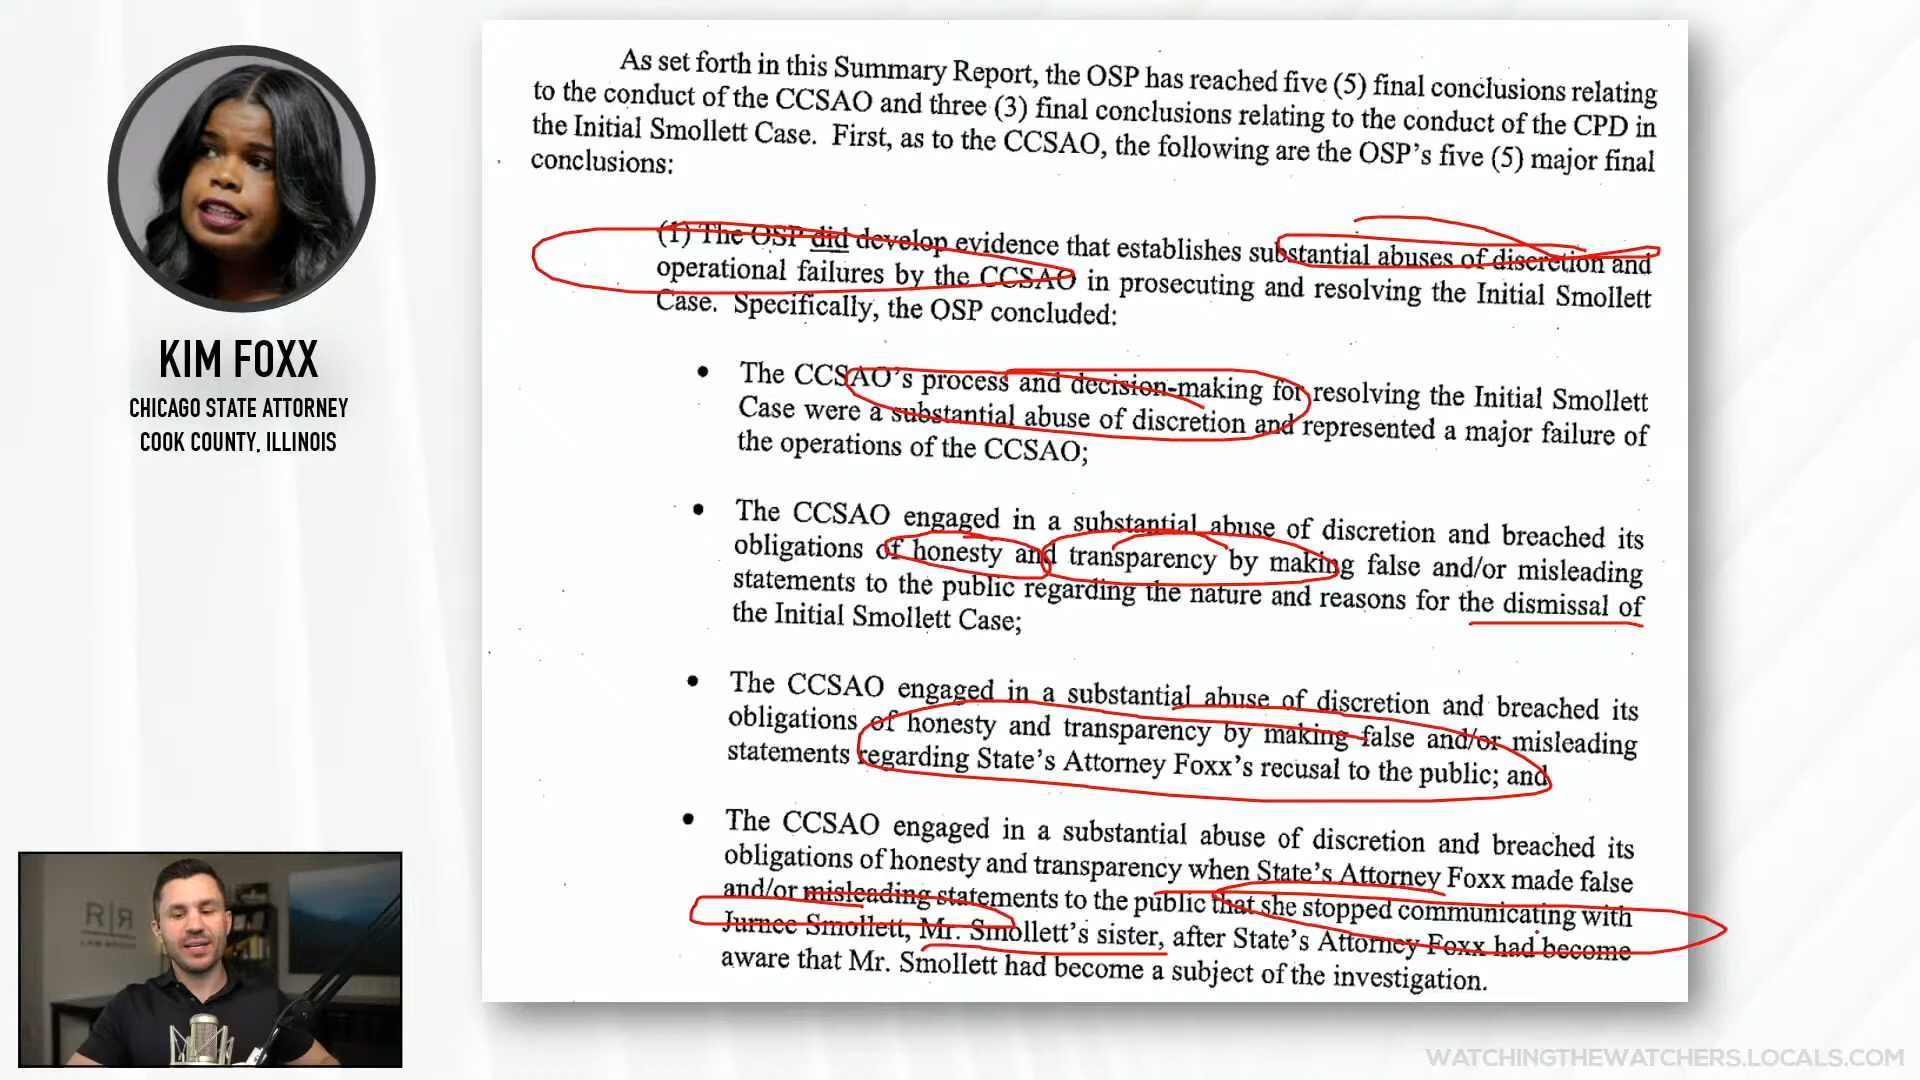 As set forth in this Summary Report, the OSP has reached five (5) final conclusions relating
to the conduct of the CCSAO and three (3) final conclusions relating to the conduct of the CPD in
the Initial Smollett Case. First, as to the CCSAO, the following are the OSP's five (5) major final
conclusions:
(1) The OSP did develop evidence that establishes substantial abuses of discretion and
operational failures by the CCSAO in prosecuting and resolving the Initial Smollett
Case. Specifically, the OSP concluded:
• The CCSAO's process and decision-making for resolving the Initial Smollett
Case were a substantial abuse of discretion and represented a major failure of
the operations of the CCSAO;
• The CCSAO engaged in a substantial abuse of discretion and breached its
obligations of honesty and transparency by making false and/or misleading
statements to the public regarding the nature and reasons for the dismissal of
the Initial Smollett Case;
• The CCSAO engaged in a substantial abuse of discretion and breached its
obligations of honesty and transparency by making false and/or misleading
statements regarding State's Attorney Foxx's recusal to the public; and
• The CCSAO engaged in a substantial abuse of discretion and breached its
obligations of honesty and transparency when State's Attorney Foxx made false
and/or misleading statements to the public that she stopped communicating with
Jurnee Smollett, Mr. Smollett's sister, after State's Attorney Foxx had become
aware that Mr. Smollett had become a subject of the investigation.
KIM FOXX
CHICAGO STATE ATTORNEY
COOK COUNTY, ILLINOIS
R|R
WATCHINGTHEWATCHERS.LOCALS.COM